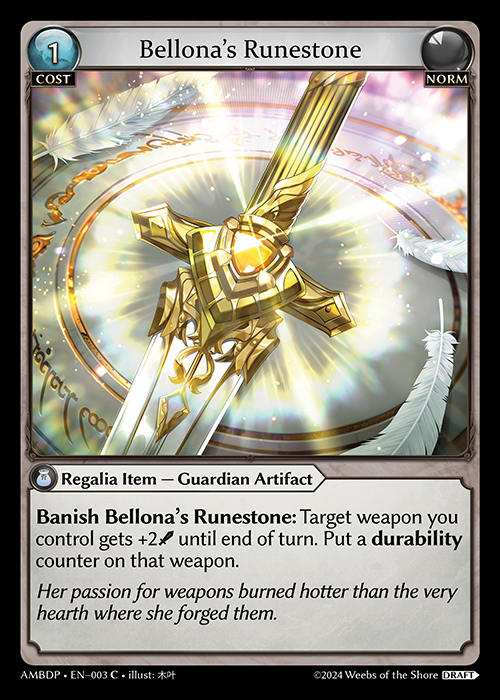 1
Bellona's Runestone
COST
NORM
Regalia Item — Guardian Artifact
Banish Bellona's Runestone: Target weapon you
control gets +2 until end of turn. Put a durability
counter on that weapon.
Her passion for weapons burned hotter than the very
hearth where she forged them.
AMBDP • EN–003 C • illust: 木叶
©2024 Weebs of the Shore DRAFT